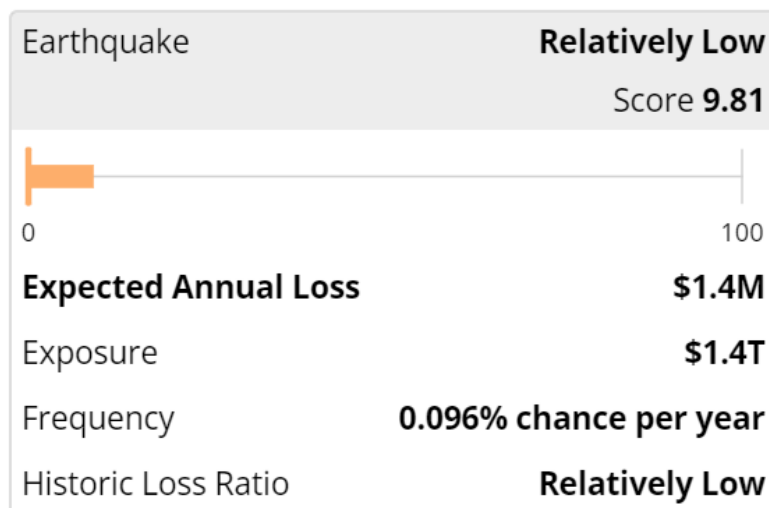 Earthquake Relatively Low
Score 9.81
0 100
Expected Annual Loss $1.4M
Exposure $1.4T
Frequency 0.096% chance per year
Historic Loss Ratio Relatively Low